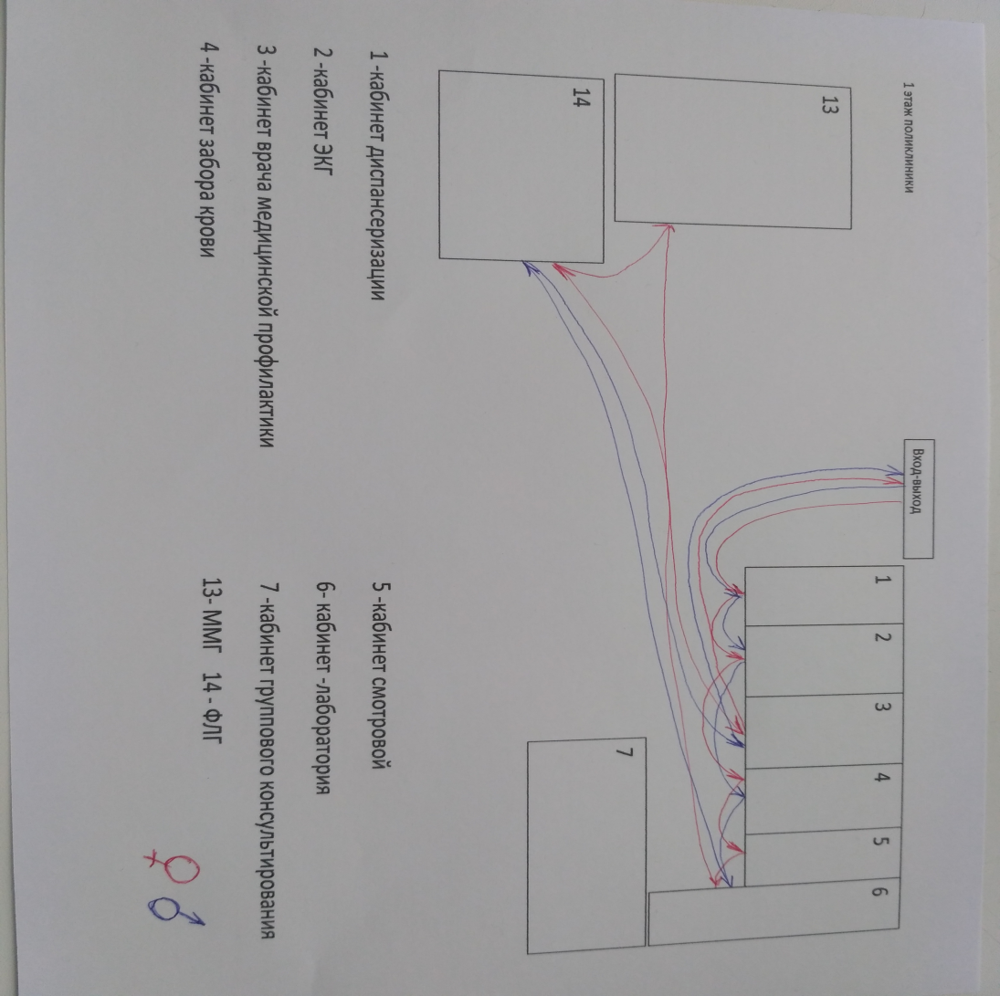 1 этаж поликлиники
Вход-выход
13
14
1
2
3
4
5
6
7
1 -кабинет диспансеризации
2 -кабинет ЭКГ
3 -кабинет врача медицинской профилактики
4 -кабинет забора крови
5 -кабинет смотровой
6- кабинет -лаборатория
7 -кабинет группового консультирования
13- ММГ 14 - ФЛГ